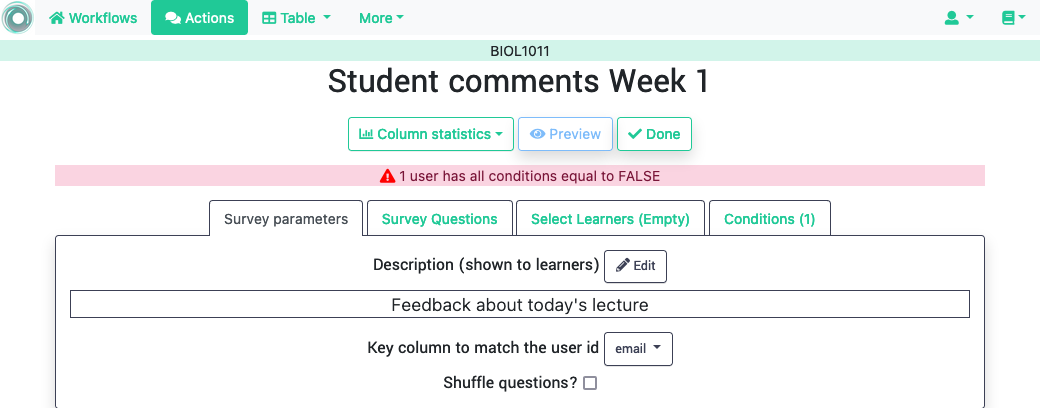 Workflows Actions Table More
BIOL1011
Student comments Week 1
Column statistics Preview Done
1 user has all conditions equal to FALSE
Survey parameters Survey Questions Select Learners (Empty) Conditions (1)
Description (shown to learners) Edit
Feedback about today's lecture
Key column to match the user id email
Shuffle questions?